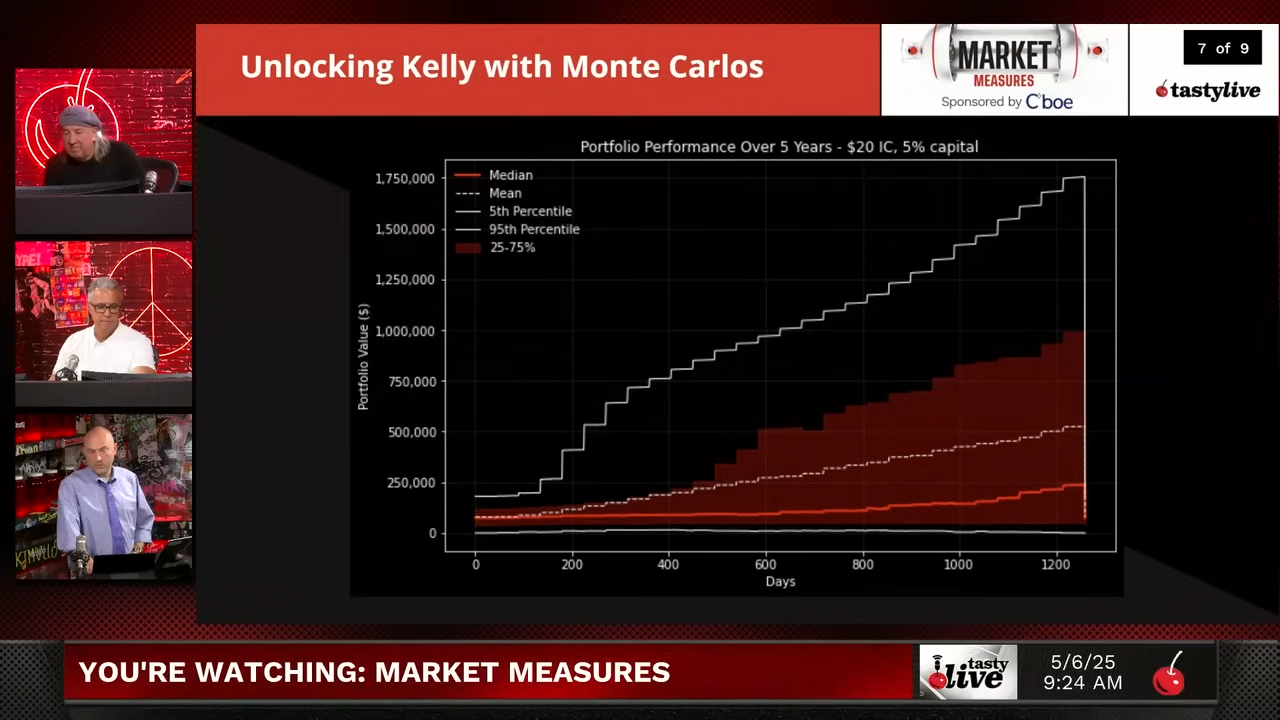 Unlocking Kelly with Monte Carlos
MARKET
MEASURES
Sponsored by Cboe
7 of 9
tastylive
Portfolio Performance Over 5 Years - $20 IC, 5% capital
Median
Mean
5th Percentile
95th Percentile
25-75%
1,750,000
1,500,000
1,250,000
1,000,000
750,000
500,000
250,000
0
Portfolio Value ($)
0 200 400 600 800 1000 1200
Days
YOU'RE WATCHING: MARKET MEASURES
tasty
live
5/6/25
9:24 AM